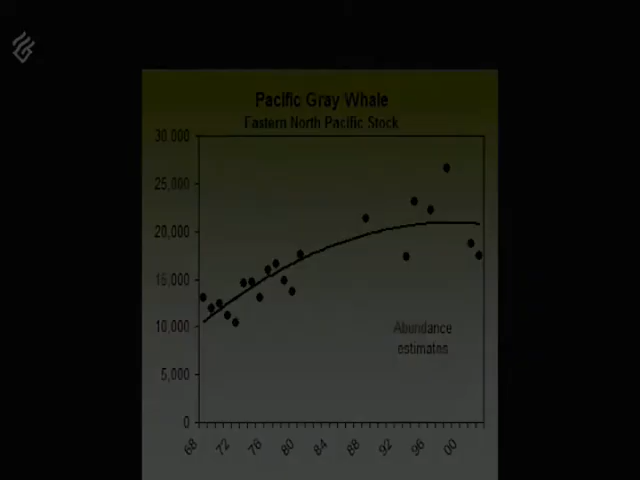 Pacific Gray Whale
Eastern North Pacific Stock
30,000
25,000
20,000
15,000
10,000
5,000
0
Abundance
estimates
68 72 76 80 84 88 92 96 00